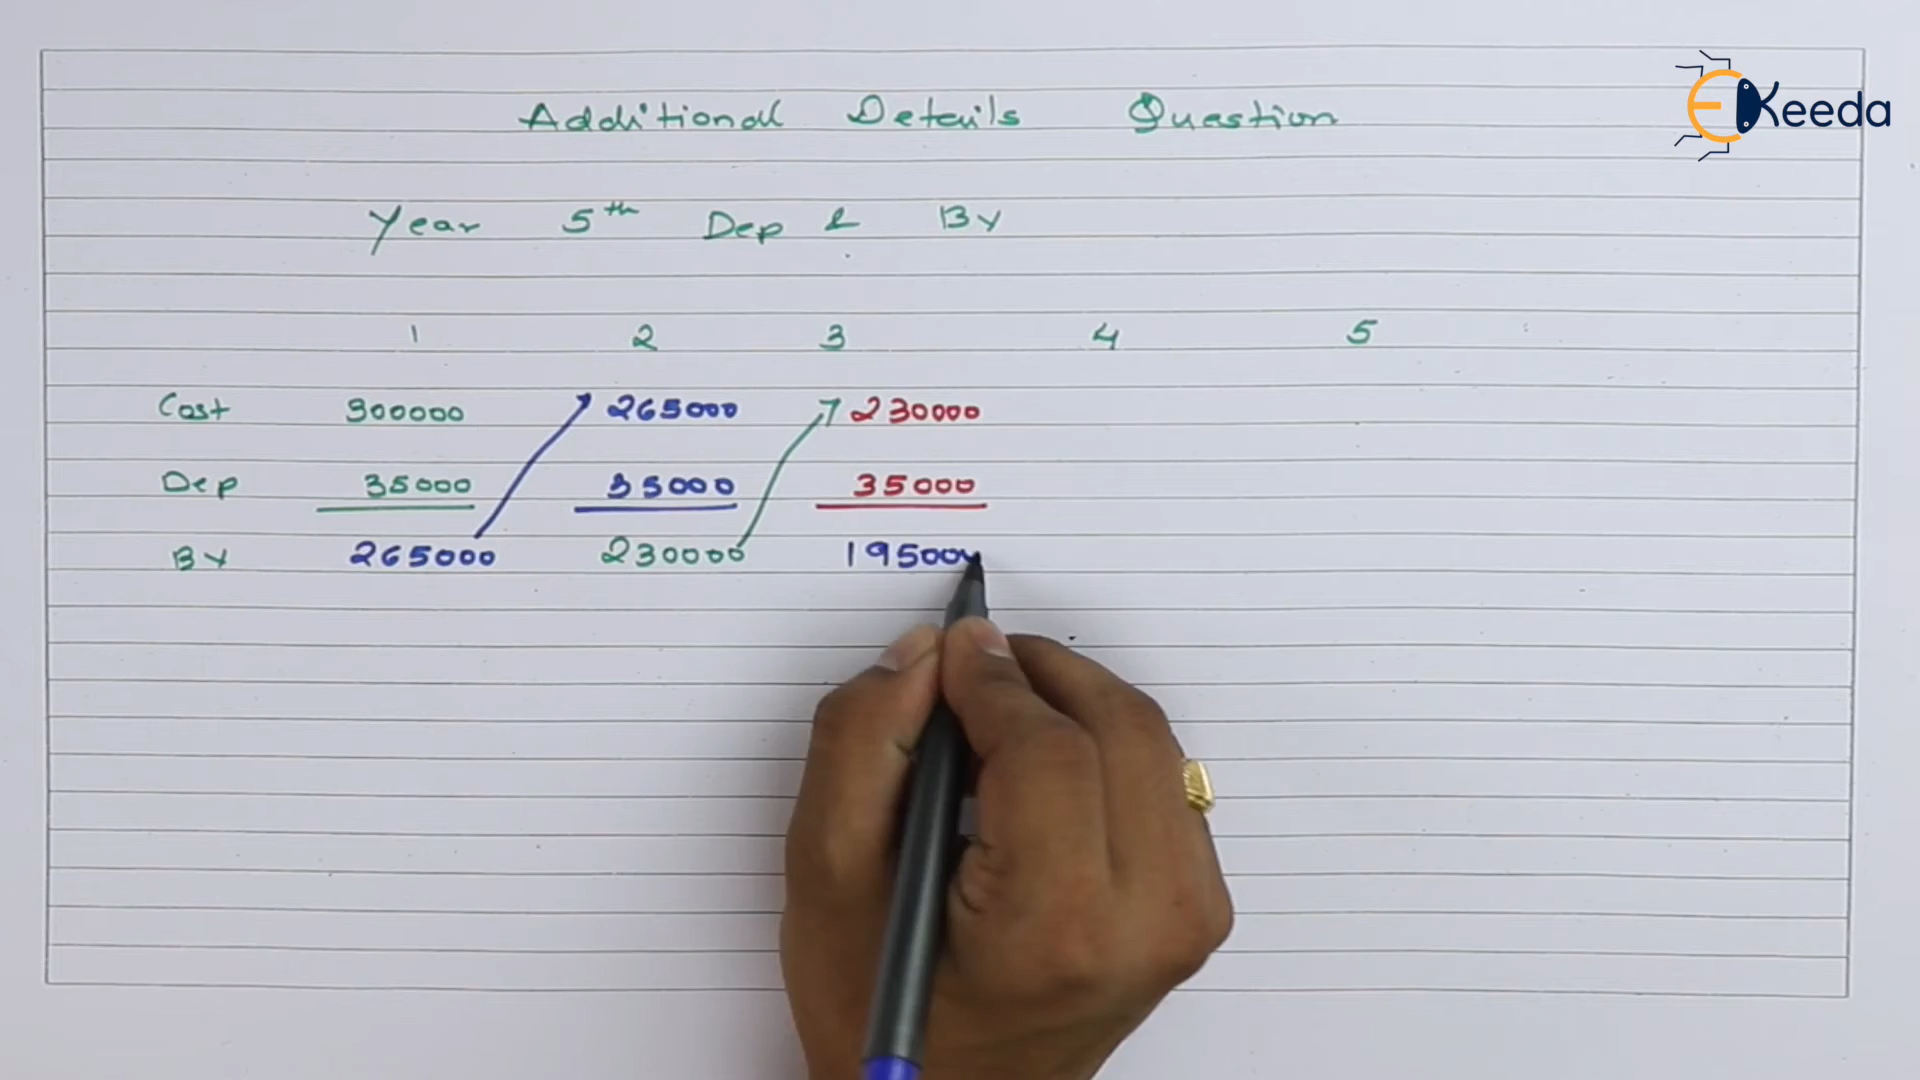 EKeeda
Additional Details Question
Year 5th Dep & BV
1 2 3 4 5
Cost 300000 265000 230000
Dep 35000 35000 35000
BV 265000 230000 195000